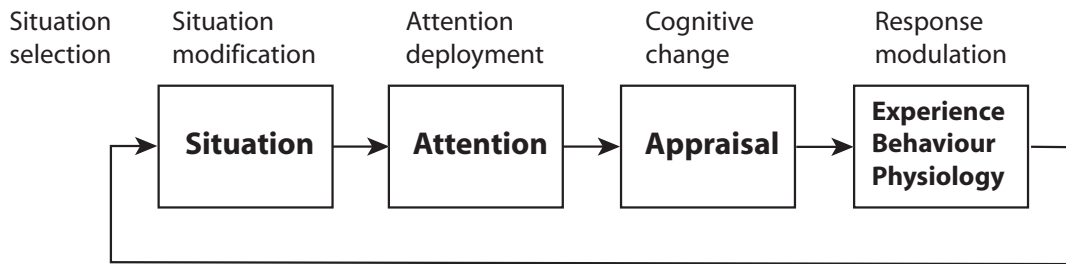 Situation
selection
Situation
modification
Attention
deployment
Cognitive
change
Response
modulation
Situation
Attention
Appraisal
Experience
Behaviour
Physiology